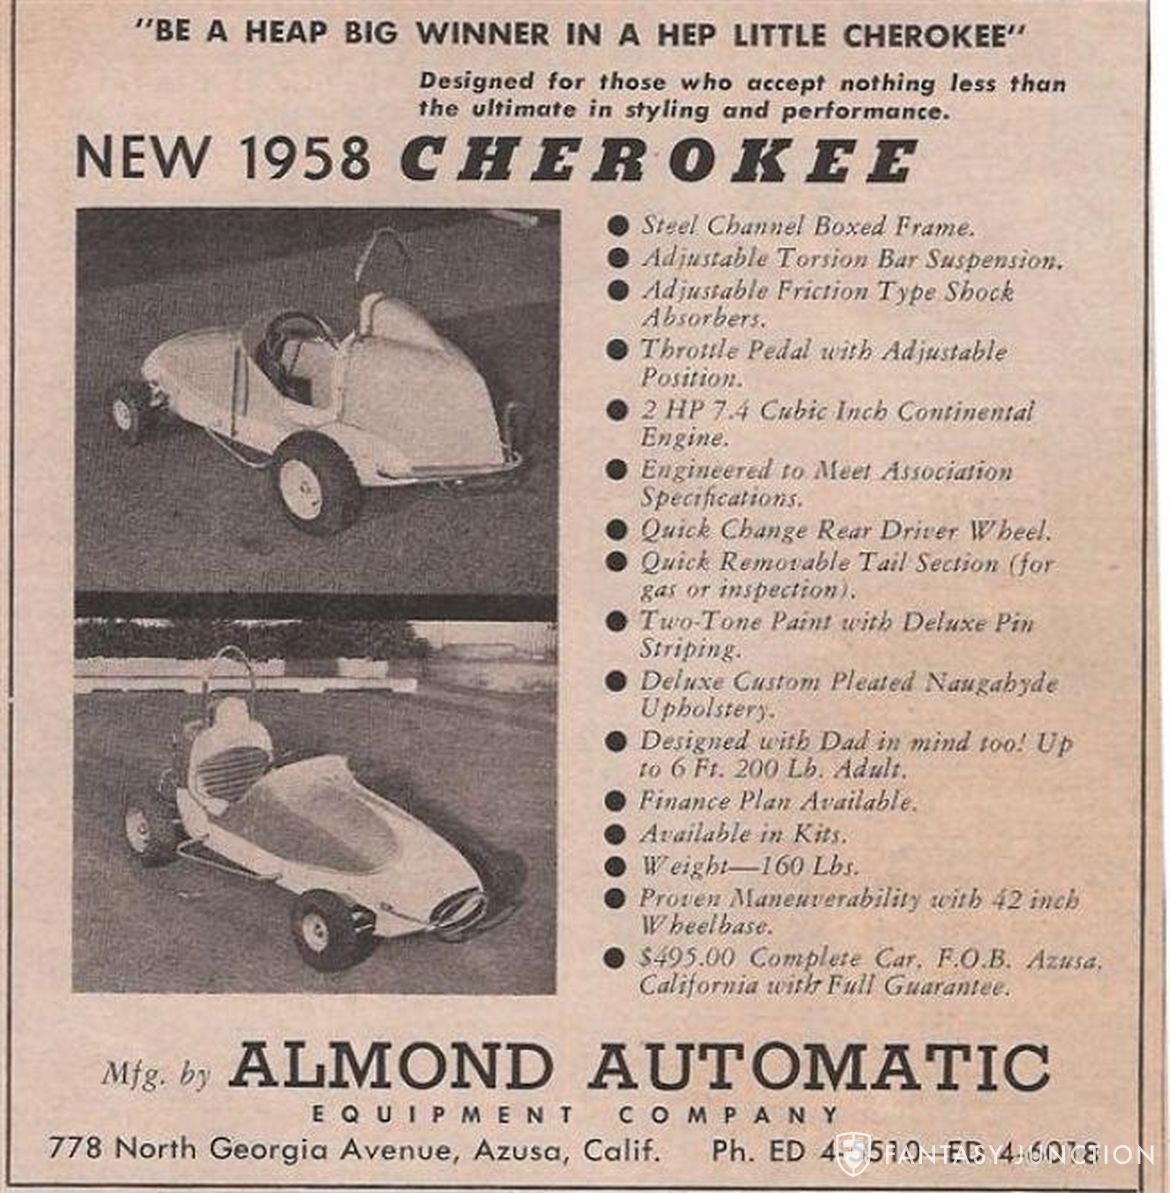 "BE A HEAP BIG WINNER IN A HEP LITTLE CHEROKEE"
Designed for those who accept nothing less than
the ultimate in styling and performance.
NEW 1958 CHEROKEE
● Steel Channel Boxed Frame.
● Adjustable Torsion Bar Suspension.
● Adjustable Friction Type Shock
Absorbers.
● Throttle Pedal with Adjustable
Position.
● 2 HP 7.4 Cubic Inch Continental
Engine.
● Engineered to Meet Association
Specifications.
● Quick Change Rear Driver Wheel.
● Quick Removable Tail Section (for
gas or inspection).
● Two-Tone Paint with Deluxe Pin
Striping.
● Deluxe Custom Pleated Naugahyde
Upholstery.
● Designed with Dad in mind too! Up
to 6 Ft. 200 Lb. Adult.
● Finance Plan Available.
● Available in Kits.
● Weight—160 Lbs.
● Proven Maneuverability with 42 inch
Wheelbase.
● $495.00 Complete Car, F.O.B. Azusa,
California with Full Guarantee.
Mfg. by ALMOND AUTOMATIC
EQUIPMENT COMPANY
778 North Georgia Avenue, Azusa, Calif. Ph. ED
FANTASY JUNCTION